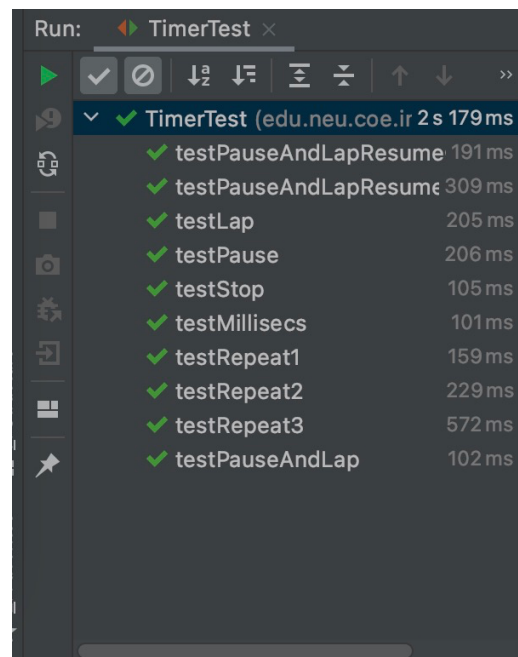 Run: TimerTest
TimerTest (edu.neu.coe.ir 2 s 179 ms
testPauseAndLapResume 191 ms
testPauseAndLapResume 309 ms
testLap 205 ms
testPause 206 ms
testStop 105 ms
testMillisecs 101 ms
testRepeat1 159 ms
testRepeat2 229 ms
testRepeat3 572 ms
testPauseAndLap 102 ms